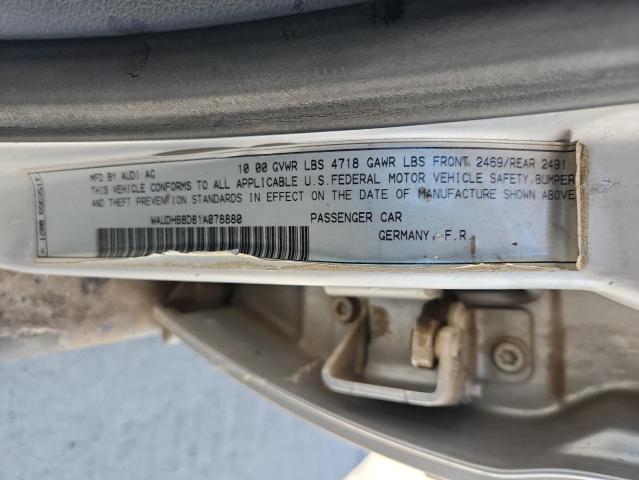 MFD BY AUDI AG 10 00 GVWR LBS 4718 GAWR LBS FRONT 2469/REAR 2491
THIS VEHICLE CONFORMS TO ALL APPLICABLE U.S.FEDERAL MOTOR VEHICLE SAFETY,BUMPER
AND THEFT PREVENTION STANDARDS IN EFFECT ON THE DATE OF MANUFACTURE SHOWN ABOVE
WAUDH68D81A078880 PASSENGER CAR
GERMANY, F.R.